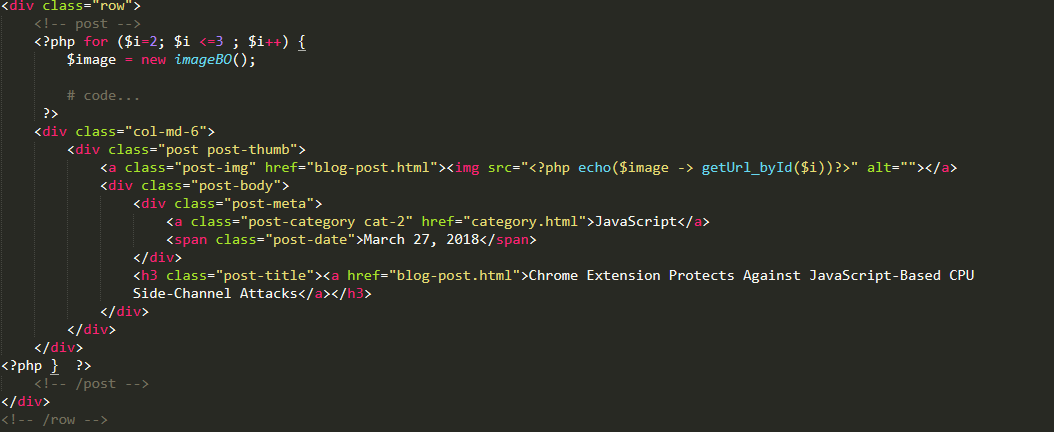 <div class="row">
<!-- post -->
<?php for ($i=2; $i <=3 ; $i++) {
$image = new imageBO();
# code...
?>
<div class="col-md-6">
<div class="post post-thumb">
<a class="post-img" href="blog-post.html"><img src="<?php echo($image -> getUrl_byId($i))?>" alt=""></a>
<div class="post-body">
<div class="post-meta">
<a class="post-category cat-2" href="category.html">JavaScript</a>
<span class="post-date">March 27, 2018</span>
</div>
<h3 class="post-title"><a href="blog-post.html">Chrome Extension Protects Against JavaScript-Based CPU
Side-Channel Attacks</a></h3>
</div>
</div>
</div>
<?php }  ?>
<!-- /post -->
</div>
<!-- /row -->